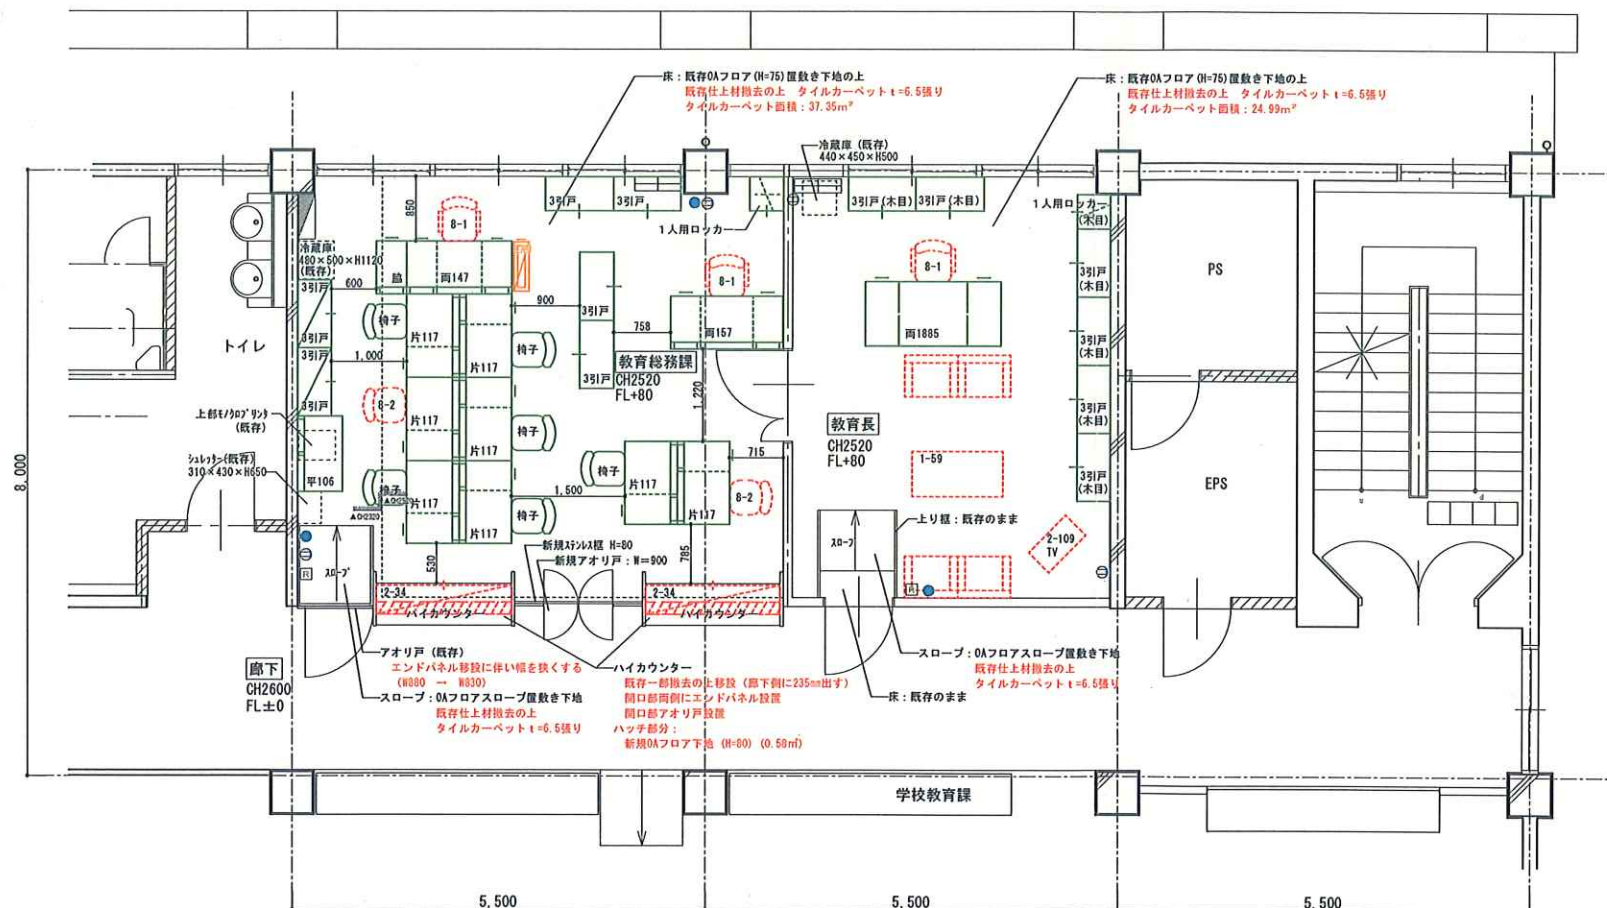 床：既存OAフロア(H=75)置敷き下地の上
既存仕上材撤去の上　タイルカーペット t=6.5張り
タイルカーペット面積：37.35m²
床：既存OAフロア(H=75)置敷き下地の上
既存仕上材撤去の上　タイルカーペット t=6.5張り
タイルカーペット面積：24.99m²
冷蔵庫（既存）
440×450×H500
850
8-1
3引戸
3引戸
1人用ロッカー
3引戸(木目)
3引戸(木目)
1人用ロッカー
(木目)
冷蔵庫
480×500×H1120
(既存)
600
脇
両147
900
3引戸
758
8-1
両157
8-1
両1885
3引戸
(木目)
PS
3引戸
3引戸
3引戸
3引戸
トイレ
椅子
片117
片117
椅子
1,000
教育総務課
CH2520
FL+80
3引戸
1,220
3引戸
(木目)
8-2
片117
片117
椅子
上部モノクロプリンタ
(既存)
教育長
CH2520
FL+80
3引戸
(木目)
シュレッダー(既存)
310×430×H650
平106
椅子
片117
片117
椅子
1,500
椅子
片117
片117
715
8-2
1-59
3引戸
(木目)
EPS
8,000
▲CH2320
530
785
新規ステンレス框 H=80
新規アオリ戸：W=900
上り框：既存のまま
スロープ
スロープ
2-109
TV
R
R
2-34
ハイカウンター
2-34
ハイカウンター
u
d
廊下
CH2600
FL±0
アオリ戸（既存）
エンドパネル移設に伴い幅を狭くする
(W880 → W830)
スロープ：OAフロアスロープ置敷き下地
既存仕上材撤去の上
タイルカーペット t=6.5張り
ハイカウンター
既存一部撤去の上移設（廊下側に235mm出す）
開口部両側にエンドパネル設置
開口部アオリ戸設置
ハッチ部分：
新規OAフロア下地 (H=80) (0.58㎡)
スロープ：OAフロアスロープ置敷き下地
既存仕上材撤去の上
タイルカーペット t=6.5張り
床：既存のまま
学校教育課
5,500
5,500
5,500